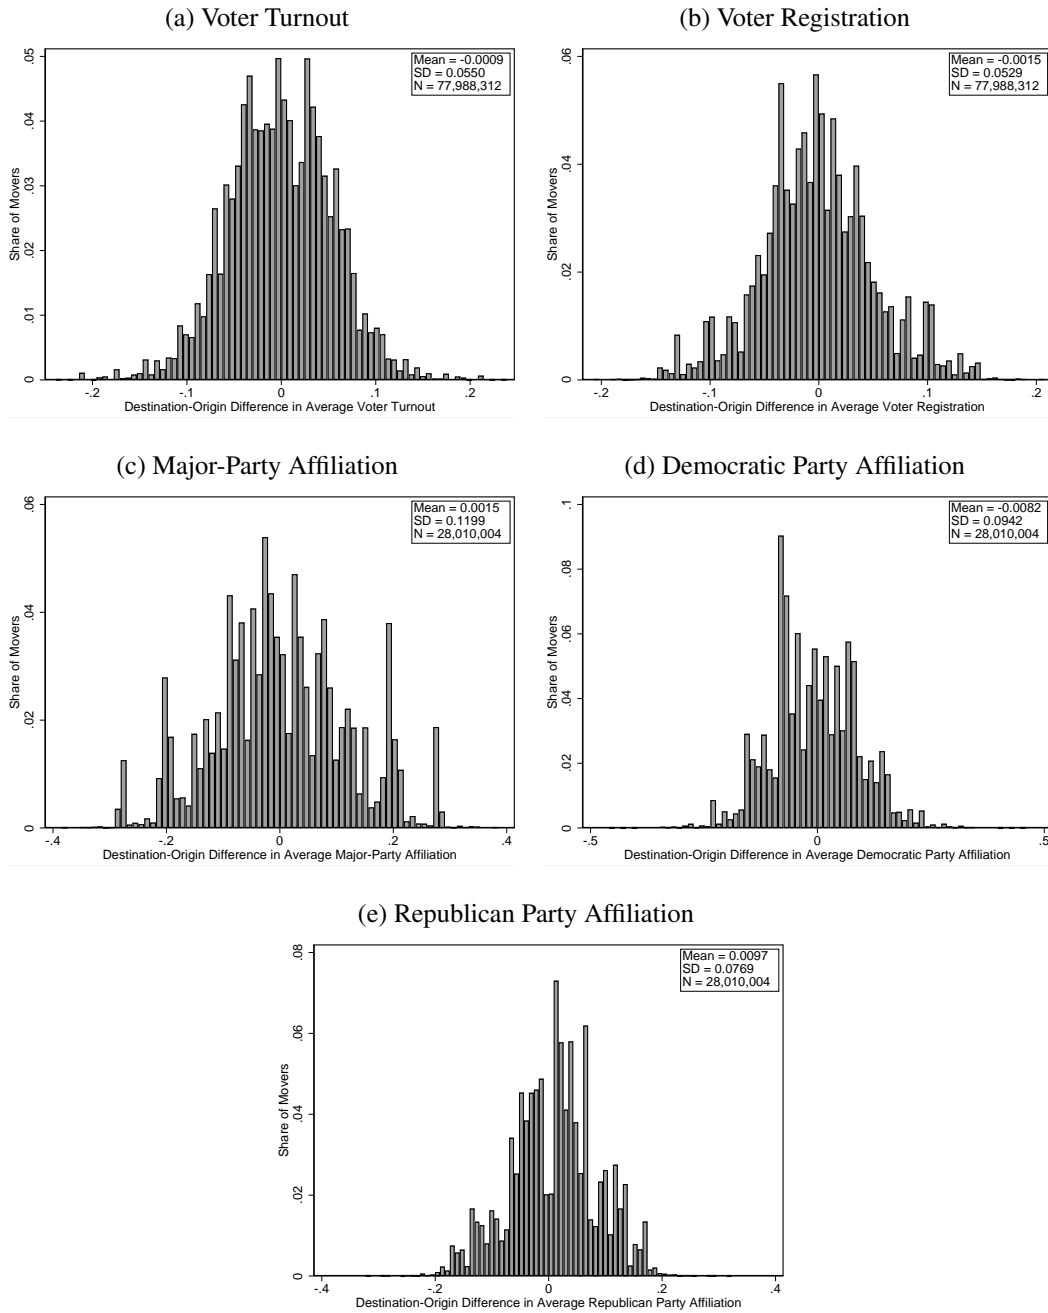 (a) Voter Turnout
Mean = -0.0009
SD = 0.0550
N = 77,988,312
Share of Movers
0
.01
.02
.03
.04
.05
-.2
-.1
0
.1
.2
Destination-Origin Difference in Average Voter Turnout
(b) Voter Registration
Mean = -0.0015
SD = 0.0529
N = 77,988,312
Share of Movers
0
.02
.04
.06
-.2
-.1
0
.1
.2
Destination-Origin Difference in Average Voter Registration
(c) Major-Party Affiliation
Mean = 0.0015
SD = 0.1199
N = 28,010,004
Share of Movers
0
.02
.04
.06
-.4
-.2
0
.2
.4
Destination-Origin Difference in Average Major-Party Affiliation
(d) Democratic Party Affiliation
Mean = -0.0082
SD = 0.0942
N = 28,010,004
Share of Movers
0
.02
.04
.06
.08
.1
-.5
0
.5
Destination-Origin Difference in Average Democratic Party Affiliation
(e) Republican Party Affiliation
Mean = 0.0097
SD = 0.0769
N = 28,010,004
Share of Movers
0
.02
.04
.06
.08
-.4
-.2
0
.2
.4
Destination-Origin Difference in Average Republican Party Affiliation